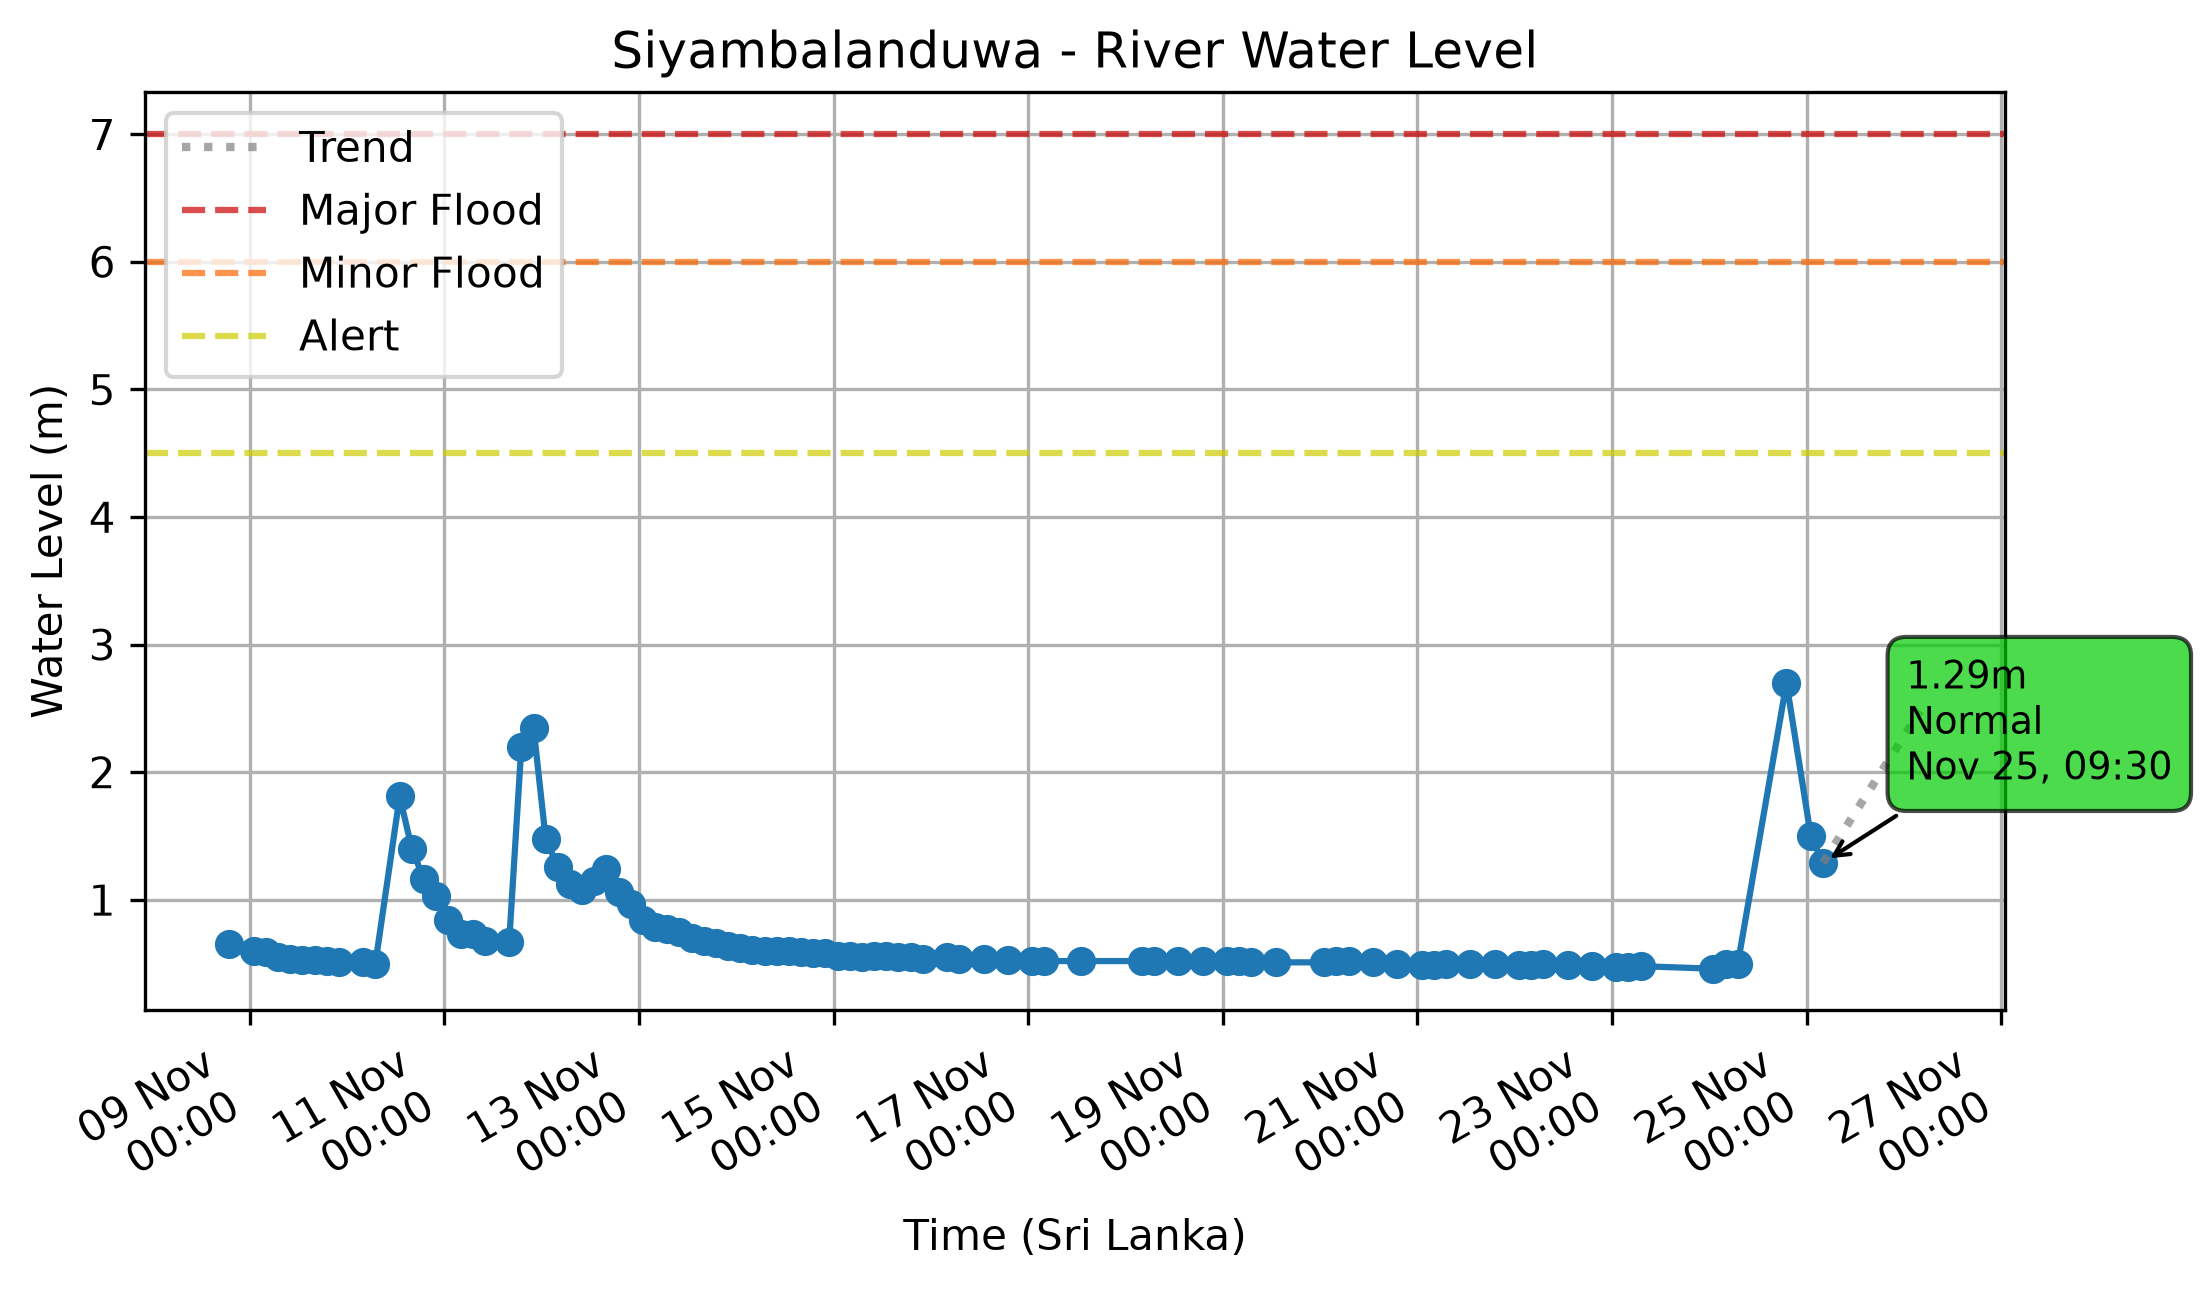 Siyambalanduwa - River Water Level
Trend
Major Flood
Minor Flood
Alert
Water Level (m)
7
6
5
4
3
2
1
1.29m
Normal
Nov 25, 09:30
09 Nov
00:00
11 Nov
00:00
13 Nov
00:00
15 Nov
00:00
17 Nov
00:00
19 Nov
00:00
21 Nov
00:00
23 Nov
00:00
25 Nov
00:00
27 Nov
00:00
Time (Sri Lanka)